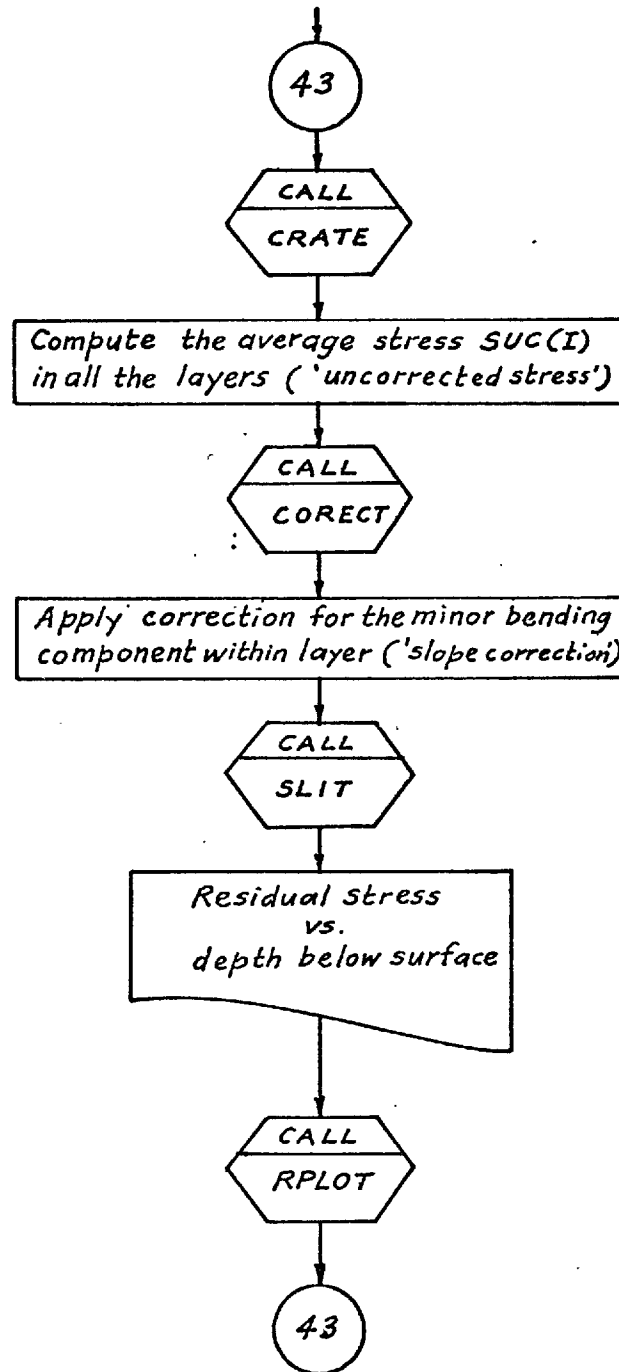 43
CALL
CRATE
Compute the average stress SUC(I)
in all the layers ('uncorrected stress')
CALL
CORECT
Apply correction for the minor bending
component within layer ('slope correction')
CALL
SLIT
Residual stress
vs.
depth below surface
CALL
RPLOT
43